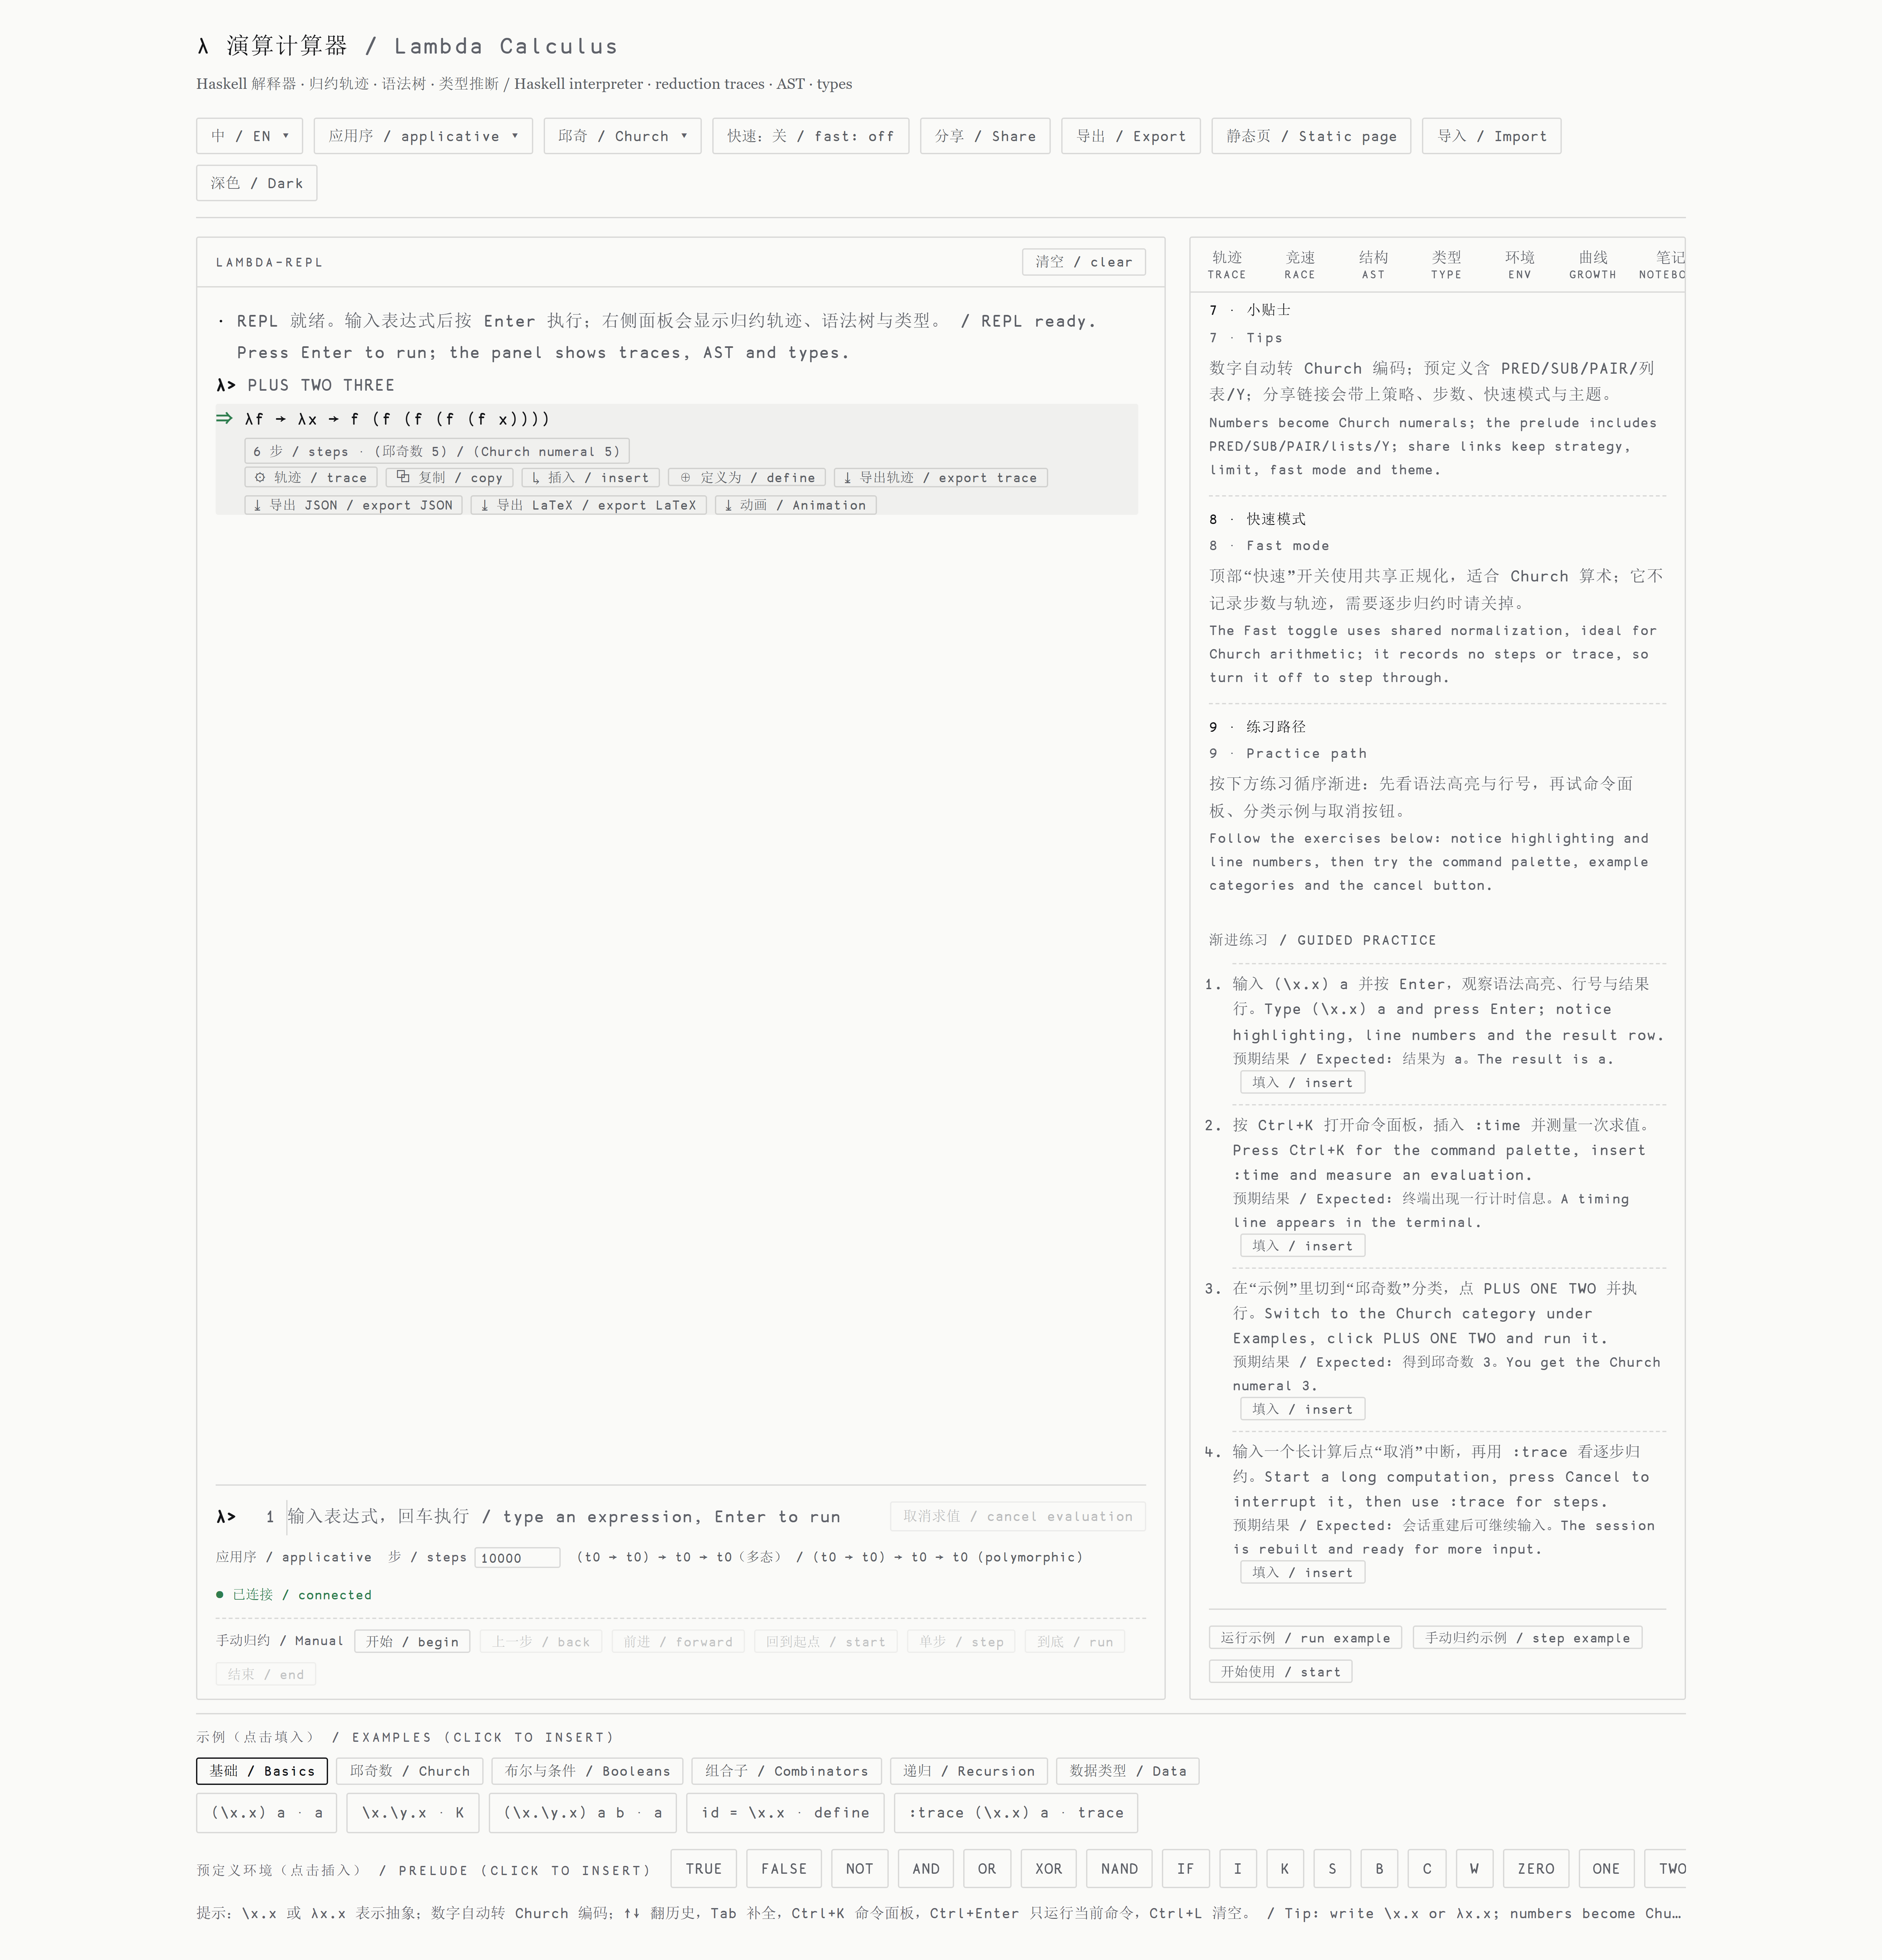 λ 演算计算器 / Lambda Calculus
Haskell 解释器 · 归约轨迹 · 语法树 · 类型推断 / Haskell interpreter · reduction traces · AST · types
中 / EN ▾
应用序 / applicative ▾
邱奇 / Church ▾
快速: 关 / fast: off
分享 / Share
导出 / Export
静态页 / Static page
导入 / Import
深色 / Dark
LAMBDA-REPL
清空 / clear
· REPL 就绪。输入表达式后按 Enter 执行；右侧面板会显示归约轨迹、语法树与类型。 / REPL ready.
Press Enter to run; the panel shows traces, AST and types.
λ> PLUS TWO THREE
⇒ λf → λx → f (f (f (f (f x))))
6 步 / steps · (邱奇数 5) / (Church numeral 5)
⚙ 轨迹 / trace
复制 / copy
↳ 插入 / insert
⊕ 定义为 / define
⤓ 导出轨迹 / export trace
⤓ 导出 JSON / export JSON
⤓ 导出 LaTeX / export LaTeX
⤓ 动画 / Animation
λ> 1 输入表达式，回车执行 / type an expression, Enter to run
取消求值 / cancel evaluation
应用序 / applicative 步 / steps 10000 (t0 → t0) → t0 → t0（多态） / (t0 → t0) → t0 → t0 (polymorphic)
● 已连接 / connected
手动归约 / Manual
开始 / begin
上一步 / back
前进 / forward
回到起点 / start
单步 / step
到底 / run
结束 / end
轨迹 竞速 结构 类型 环境 曲线 笔记
TRACE RACE AST TYPE ENV GROWTH NOTEBO
7 · 小贴士
7 · Tips
数字自动转 Church 编码；预定义含 PRED/SUB/PAIR/列
表/Y；分享链接会带上策略、步数、快速模式与主题。
Numbers become Church numerals; the prelude includes
PRED/SUB/PAIR/lists/Y; share links keep strategy,
limit, fast mode and theme.
8 · 快速模式
8 · Fast mode
顶部“快速”开关使用共享正规化，适合 Church 算术；它不
记录步数与轨迹，需要逐步归约时请关掉。
The Fast toggle uses shared normalization, ideal for
Church arithmetic; it records no steps or trace, so
turn it off to step through.
9 · 练习路径
9 · Practice path
按下方练习循序渐进：先看语法高亮与行号，再试命令面
板、分类示例与取消按钮。
Follow the exercises below: notice highlighting and
line numbers, then try the command palette, example
categories and the cancel button.
渐进练习 / GUIDED PRACTICE
1. 输入 (\x.x) a 并按 Enter，观察语法高亮、行号与结果
行。Type (\x.x) a and press Enter; notice
highlighting, line numbers and the result row.
预期结果 / Expected: 结果为 a。The result is a.
填入 / insert
2. 按 Ctrl+K 打开命令面板，插入 :time 并测量一次求值。
Press Ctrl+K for the command palette, insert
:time and measure an evaluation.
预期结果 / Expected: 终端出现一行计时信息。A timing
line appears in the terminal.
填入 / insert
3. 在“示例”里切到“邱奇数”分类，点 PLUS ONE TWO 并执
行。Switch to the Church category under
Examples, click PLUS ONE TWO and run it.
预期结果 / Expected: 得到邱奇数 3。You get the Church
numeral 3.
填入 / insert
4. 输入一个长计算后点“取消”中断，再用 :trace 看逐步归
约。Start a long computation, press Cancel to
interrupt it, then use :trace for steps.
预期结果 / Expected: 会话重建后可继续输入。The session
is rebuilt and ready for more input.
填入 / insert
运行示例 / run example
手动归约示例 / step example
开始使用 / start
示例（点击填入） / EXAMPLES (CLICK TO INSERT)
基础 / Basics
邱奇数 / Church
布尔与条件 / Booleans
组合子 / Combinators
递归 / Recursion
数据类型 / Data
(\x.x) a · a
\x.\y.x · K
(\x.\y.x) a b · a
id = \x.x · define
:trace (\x.x) a · trace
预定义环境（点击插入） / PRELUDE (CLICK TO INSERT) TRUE FALSE NOT AND OR XOR NAND IF I K S B C W ZERO ONE TWO
提示: \x.x 或 λx.x 表示抽象；数字自动转 Church 编码；↑↓ 翻历史，Tab 补全，Ctrl+K 命令面板，Ctrl+Enter 只运行当前命令，Ctrl+L 清空。 / Tip: write \x.x or λx.x; numbers become Chu…